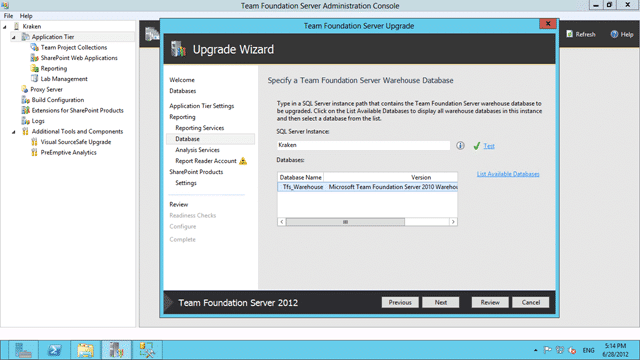 Team Foundation Server Administration Console
File Help
Kraken
Application Tier
Team Project Collections
SharePoint Web Applications
Reporting
Lab Management
Proxy Server
Build Configuration
Extensions for SharePoint Products
Logs
Additional Tools and Components
Visual SourceSafe Upgrade
PreEmptive Analytics
Refresh
Help
Team Foundation Server Upgrade
Upgrade Wizard
Welcome
Databases
Application Tier Settings
Reporting
Reporting Services
Database
Analysis Services
Report Reader Account
SharePoint Products
Settings
Review
Readiness Checks
Configure
Complete
Specify a Team Foundation Server Warehouse Database
Type in a SQL Server instance path that contains the Team Foundation Server warehouse database to
be upgraded. Click on the List Available Databases to display all warehouse databases in this instance
and then select a database from the list.
SQL Server Instance:
Kraken
Test
Databases:
List Available Databases
Database Name Version
Tfs_Warehouse Microsoft Team Foundation Server 2010 Warehou
Team Foundation Server 2012
Previous
Next
Review
Cancel
ENG
5:14 PM
6/28/2012